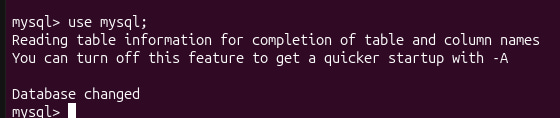 mysql> use mysql;
Reading table information for completion of table and column names
You can turn off this feature to get a quicker startup with -A
Database changed
mysql>